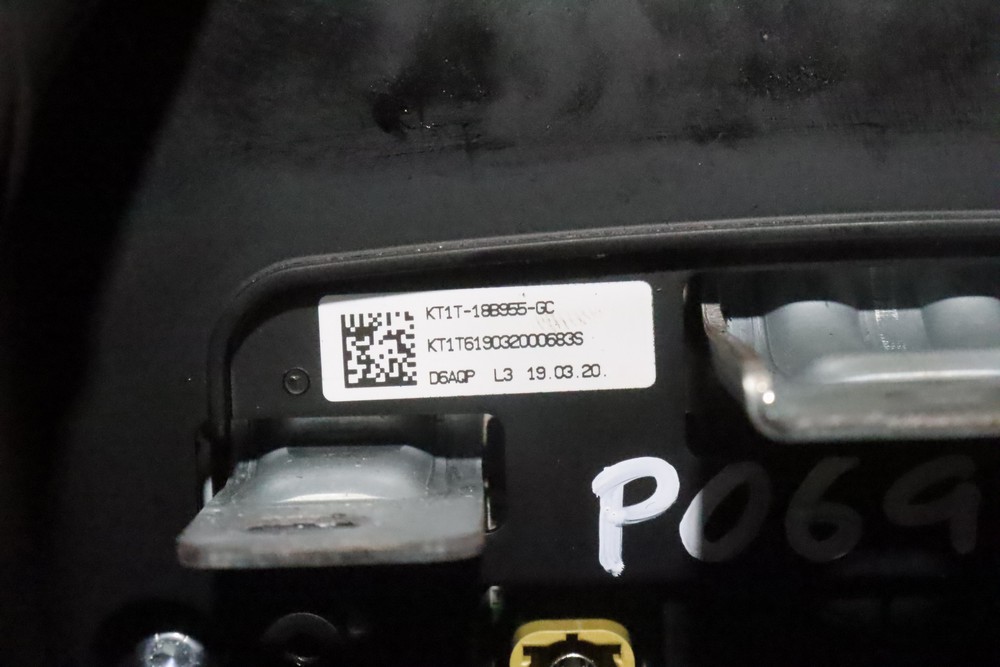 KT1T-18B955-GC
KT1T619032000683S
D6AQP L3 19.03.20.
P069